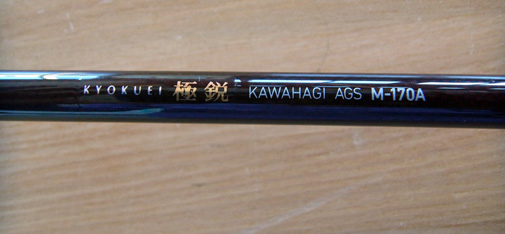 KYOKUEI 極鋭 KAWAHAGI AGS M-170A